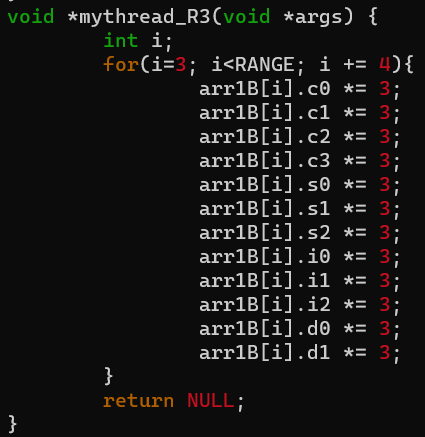 void *mythread_R3(void *args) {
        int i;
        for(i=3; i<RANGE; i += 4){
                arr1B[i].c0 *= 3;
                arr1B[i].c1 *= 3;
                arr1B[i].c2 *= 3;
                arr1B[i].c3 *= 3;
                arr1B[i].s0 *= 3;
                arr1B[i].s1 *= 3;
                arr1B[i].s2 *= 3;
                arr1B[i].i0 *= 3;
                arr1B[i].i1 *= 3;
                arr1B[i].i2 *= 3;
                arr1B[i].d0 *= 3;
                arr1B[i].d1 *= 3;
        }
        return NULL;
}